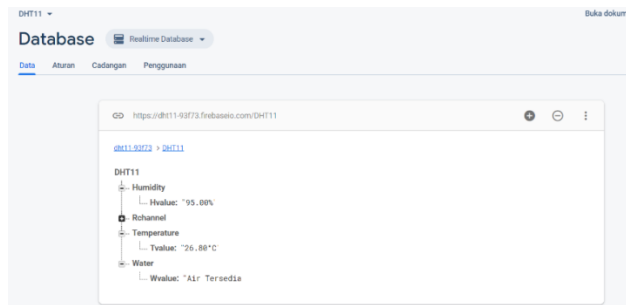 DHT11
Buka dokum
Database
Realtime Database
Data Aturan Cadangan Penggunaan
https://dht11-93f73.firebaseio.com/DHT11
dht11-93f73 > DHT11
DHT11
Humidity
Hvalue: "95.00%"
Rchannel
Temperature
Tvalue: "26.80°C
Water
Wvalue: "Air Tersedia